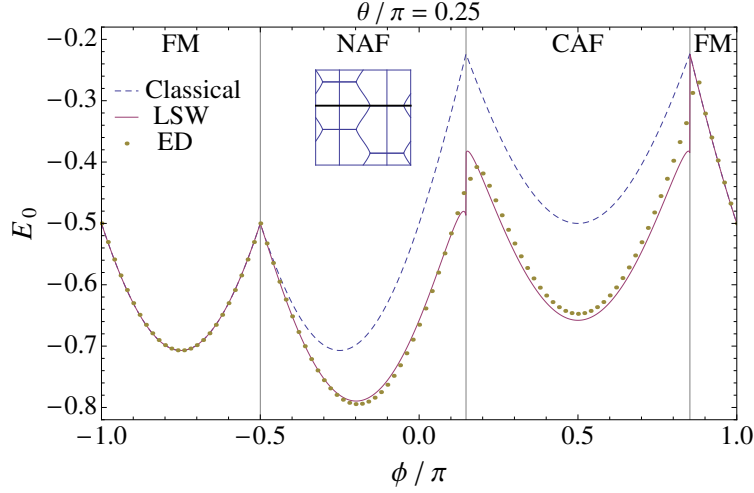 θ / π = 0.25
FM NAF CAF FM
Classical
LSW
ED
E₀
−0.2
−0.3
−0.4
−0.5
−0.6
−0.7
−0.8
−1.0 −0.5 0.0 0.5 1.0
ϕ / π